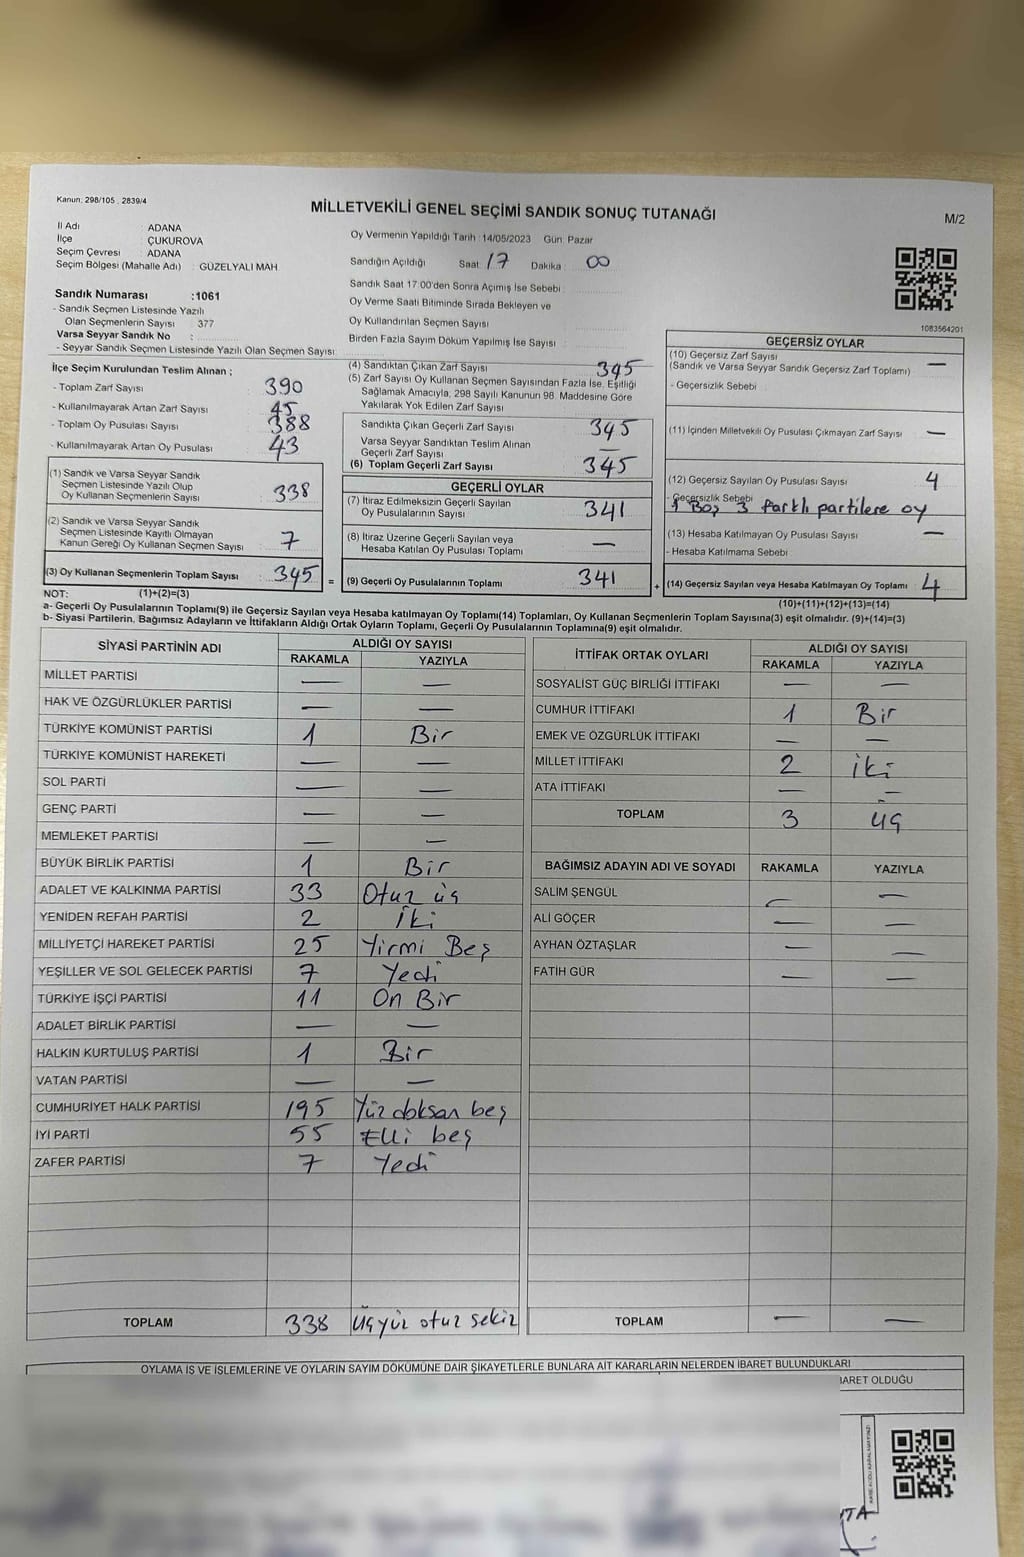 Kanun: 298/105 , 2839/4
MİLLETVEKİLİ GENEL SEÇİMİ SANDIK SONUÇ TUTANAĞI
M/2
İl Adı : ADANA
İlçe : ÇUKUROVA
Seçim Çevresi : ADANA
Seçim Bölgesi (Mahalle Adı) : GÜZELYALI MAH
Sandık Numarası :1061
- Sandık Seçmen Listesinde Yazılı
Olan Seçmenlerin Sayısı : 377
Varsa Seyyar Sandık No :
- Seyyar Sandık Seçmen Listesinde Yazılı Olan Seçmen Sayısı:
Oy Vermenin Yapıldığı Tarih :14/05/2023 Gün: Pazar
Sandığın Açıldığı Saat : 17 Dakika : 00
Sandık Saat 17:00'den Sonra Açımış İse Sebebi :
Oy Verme Saati Bitiminde Sırada Bekleyen ve
Oy Kullandırılan Seçmen Sayısı :
Birden Fazla Sayım Döküm Yapılmış İse Sayısı :
1083564201
İlçe Seçim Kurulundan Teslim Alınan ;
- Toplam Zarf Sayısı : 390
- Kullanılmayarak Artan Zarf Sayısı : 45
- Toplam Oy Pusulası Sayısı : 388
- Kullanılmayarak Artan Oy Pusulası : 43
(1) Sandık ve Varsa Seyyar Sandık
Seçmen Listesinde Yazılı Olup
Oy Kullanan Seçmenlerin Sayısı : 338
(2) Sandık ve Varsa Seyyar Sandık
Seçmen Listesinde Kayıtlı Olmayan
Kanun Gereği Oy Kullanan Seçmen Sayısı : 7
(3) Oy Kullanan Seçmenlerin Toplam Sayısı : 345 =
(4) Sandıktan Çıkan Zarf Sayısı : 345
(5) Zarf Sayısı Oy Kullanan Seçmen Sayısından Fazla İse, Eşitliği
Sağlamak Amacıyla, 298 Sayılı Kanunun 98. Maddesine Göre
Yakılarak Yok Edilen Zarf Sayısı :
Sandıkta Çıkan Geçerli Zarf Sayısı : 345
Varsa Seyyar Sandıktan Teslim Alınan
Geçerli Zarf Sayısı : —
(6) Toplam Geçerli Zarf Sayısı : 345
GEÇERLİ OYLAR
(7) İtiraz Edilmeksizin Geçerli Sayılan
Oy Pusulalarının Sayısı : 341
(8) İtiraz Üzerine Geçerli Sayılan veya
Hesaba Katılan Oy Pusulası Toplamı : —
(9) Geçerli Oy Pusulalarının Toplamı : 341 +
GEÇERSİZ OYLAR
(10) Geçersiz Zarf Sayısı : —
(Sandık ve Varsa Seyyar Sandık Geçersiz Zarf Toplamı)
- Geçersizlik Sebebi :
(11) İçinden Milletvekili Oy Pusulası Çıkmayan Zarf Sayısı : —
(12) Geçersiz Sayılan Oy Pusulası Sayısı : 4
- Geçersizlik Sebebi :
1 Boş 3 farklı partilere oy
(13) Hesaba Katılmayan Oy Pusulası Sayısı : —
- Hesaba Katılmama Sebebi :
(14) Geçersiz Sayılan veya Hesaba Katılmayan Oy Toplamı : 4
NOT: (1)+(2)=(3)
(10)+(11)+(12)+(13)=(14)
a- Geçerli Oy Pusulalarının Toplamı(9) ile Geçersiz Sayılan veya Hesaba katılmayan Oy Toplamı(14) Toplamları, Oy Kullanan Seçmenlerin Toplam Sayısına(3) eşit olmalıdır. (9)+(14)=(3)
b- Siyasi Partilerin, Bağımsız Adayların ve İttifakların Aldığı Ortak Oyların Toplamı, Geçerli Oy Pusulalarının Toplamına(9) eşit olmalıdır.
SİYASİ PARTİNİN ADI ALDIĞI OY SAYISI
RAKAMLA YAZIYLA
MİLLET PARTİSİ — —
HAK VE ÖZGÜRLÜKLER PARTİSİ — —
TÜRKİYE KOMÜNİST PARTİSİ 1 Bir
TÜRKİYE KOMÜNİST HAREKETİ — —
SOL PARTİ — —
GENÇ PARTİ — —
MEMLEKET PARTİSİ — —
BÜYÜK BİRLİK PARTİSİ 1 Bir
ADALET VE KALKINMA PARTİSİ 33 Otuz üç
YENİDEN REFAH PARTİSİ 2 İki
MİLLİYETÇİ HAREKET PARTİSİ 25 Yirmi Beş
YEŞİLLER VE SOL GELECEK PARTİSİ 7 Yedi
TÜRKİYE İŞÇİ PARTİSİ 11 On Bir
ADALET BİRLİK PARTİSİ — —
HALKIN KURTULUŞ PARTİSİ 1 Bir
VATAN PARTİSİ — —
CUMHURİYET HALK PARTİSİ 195 Yüz doksan beş
İYİ PARTİ 55 Elli beş
ZAFER PARTİSİ 7 Yedi
TOPLAM 338 Üçyüz otuz sekiz
İTTİFAK ORTAK OYLARI ALDIĞI OY SAYISI
RAKAMLA YAZIYLA
SOSYALİST GÜÇ BİRLİĞİ İTTİFAKI — —
CUMHUR İTTİFAKI 1 Bir
EMEK VE ÖZGÜRLÜK İTTİFAKI — —
MİLLET İTTİFAKI 2 İki
ATA İTTİFAKI — —
TOPLAM 3 üç
BAĞIMSIZ ADAYIN ADI VE SOYADI RAKAMLA YAZIYLA
SALİM ŞENGÜL — —
ALİ GÖÇER — —
AYHAN ÖZTAŞLAR — —
FATİH GÜR — —
TOPLAM — —
OYLAMA İŞ VE İŞLEMLERİNE VE OYLARIN SAYIM DÖKÜMÜNE DAİR ŞİKAYETLERLE BUNLARA AİT KARARLARIN NELERDEN İBARET BULUNDUKLARI
İBARET OLDUĞU